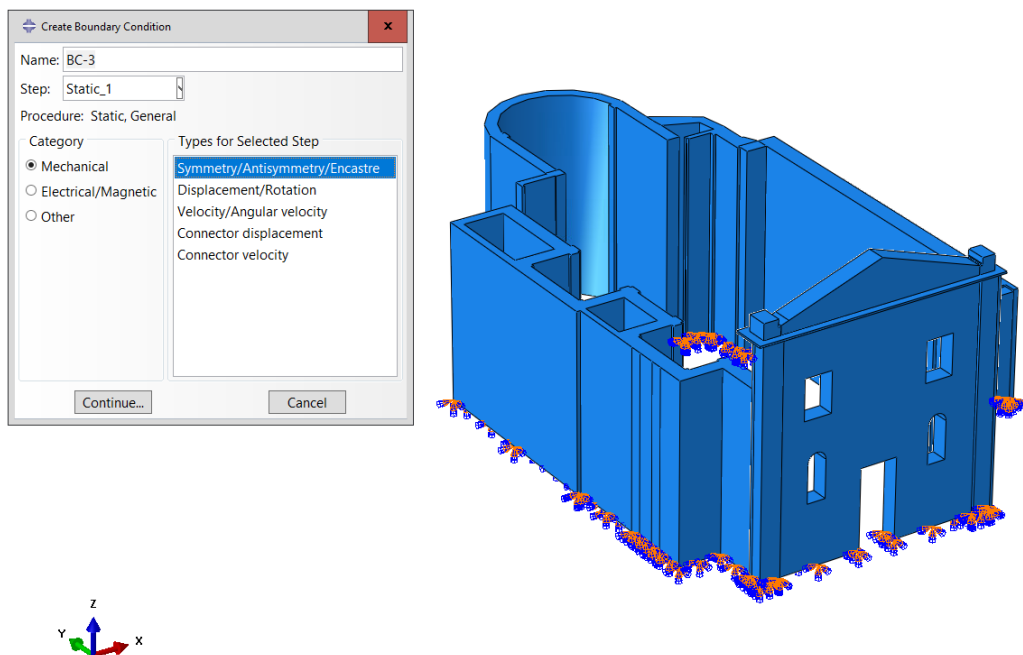 Create Boundary Condition
x
Name: BC-3
Step: Static_1
Procedure: Static, General
Category
Mechanical
Electrical/Magnetic
Other
Types for Selected Step
Symmetry/Antisymmetry/Encastre
Displacement/Rotation
Velocity/Angular velocity
Connector displacement
Connector velocity
Continue... Cancel
Z
Y
X